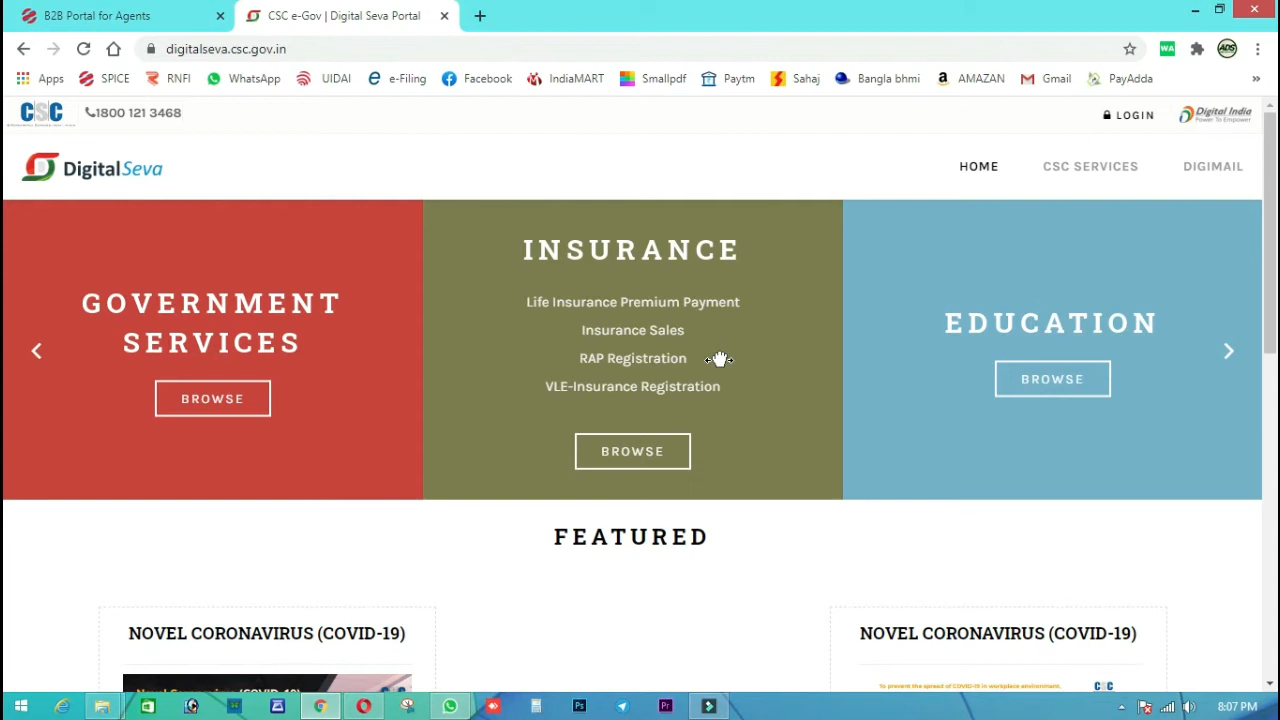 B2B Portal for Agents
CSC e-Gov | Digital Seva Portal
digitalseva.csc.gov.in
Apps SPICE RNFI WhatsApp UIDAI e-Filing Facebook IndiaMART Smallpdf Paytm Sahaj Bangla bhmi AMAZAN Gmail PayAdda
CSC 1800 121 3468
LOGIN
Digital India
Power To Empower
DigitalSeva
HOME CSC SERVICES DIGIMAIL
GOVERNMENT
SERVICES
BROWSE
INSURANCE
Life Insurance Premium Payment
Insurance Sales
RAP Registration
VLE-Insurance Registration
BROWSE
EDUCATION
BROWSE
FEATURED
NOVEL CORONAVIRUS (COVID-19)
NOVEL CORONAVIRUS (COVID-19)
To prevent the spread of COVID-19 in workplace environment,
CSC
8:07 PM